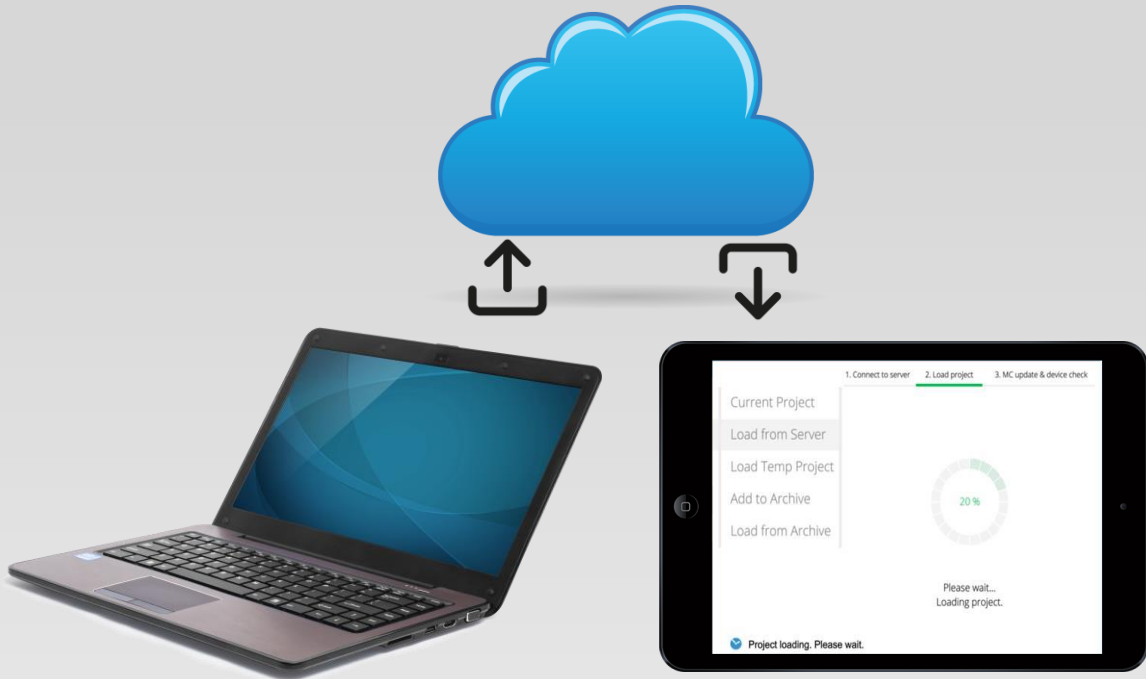 1. Connect to server 2. Load project 3. MC update & device check
Current Project
Load from Server
Load Temp Project
Add to Archive
Load from Archive
20 %
Please wait...
Loading project.
Project loading. Please wait.